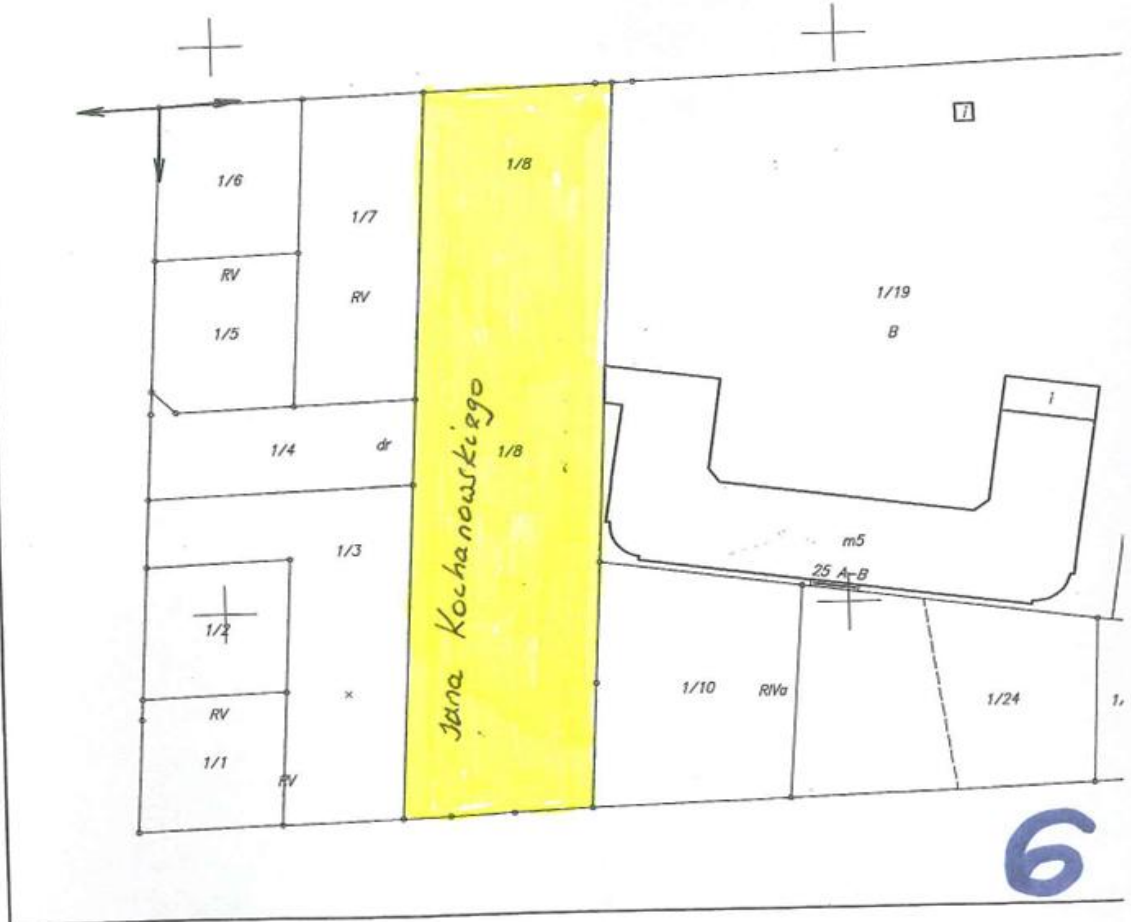 i
1/6
1/8
1/7
RV
RV
1/19
1/5
B
i
1/4
dr
1/8
Jana Kochanowskiego
1/3
m5
25 A-B
1/2
x
1/10
RIVa
1/24
1,
RV
1/1
RV
6